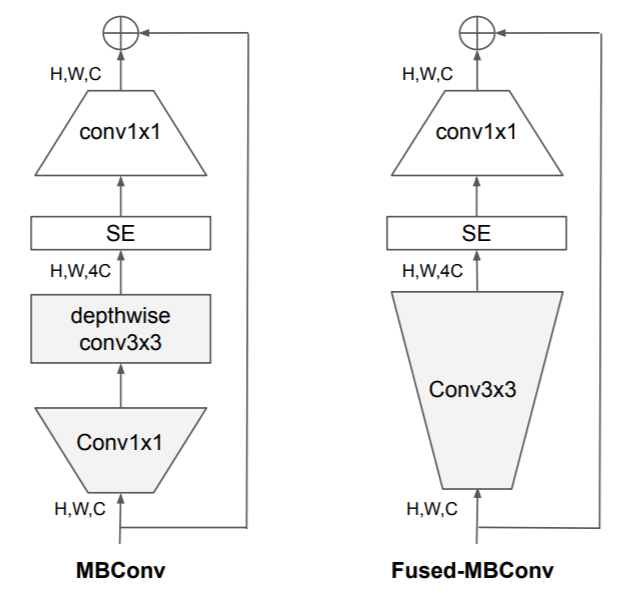 H,W,C
conv1x1
SE
H,W,4C
depthwise
conv3x3
Conv1x1
H,W,C
MBConv
H,W,C
conv1x1
SE
H,W,4C
Conv3x3
H,W,C
Fused-MBConv